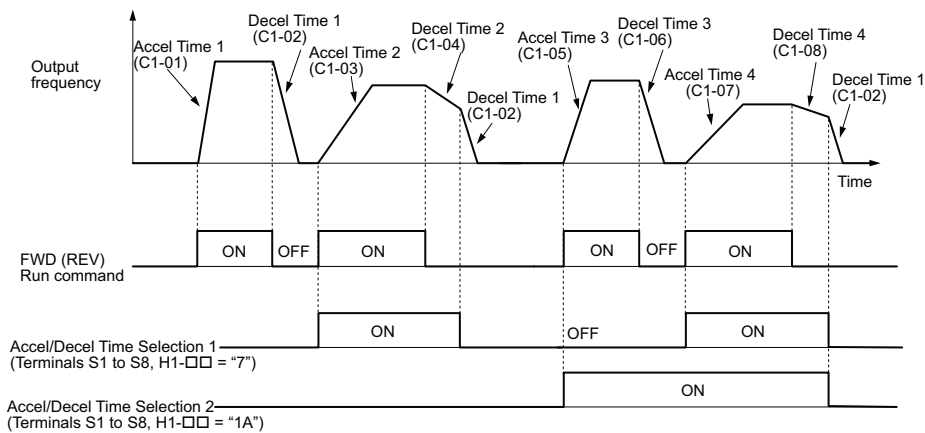 Output
frequency
Accel Time 1
(C1-01)
Decel Time 1
(C1-02)
Accel Time 2
(C1-03)
Decel Time 2
(C1-04)
Decel Time 1
(C1-02)
Accel Time 3
(C1-05)
Decel Time 3
(C1-06)
Accel Time 4
(C1-07)
Decel Time 4
(C1-08)
Decel Time 1
(C1-02)
Time
FWD (REV)
Run command
ON
OFF
ON
ON
OFF
ON
Accel/Decel Time Selection 1
(Terminals S1 to S8, H1-□□ = “7”)
ON
OFF
ON
Accel/Decel Time Selection 2
(Terminals S1 to S8, H1-□□ = “1A”)
ON